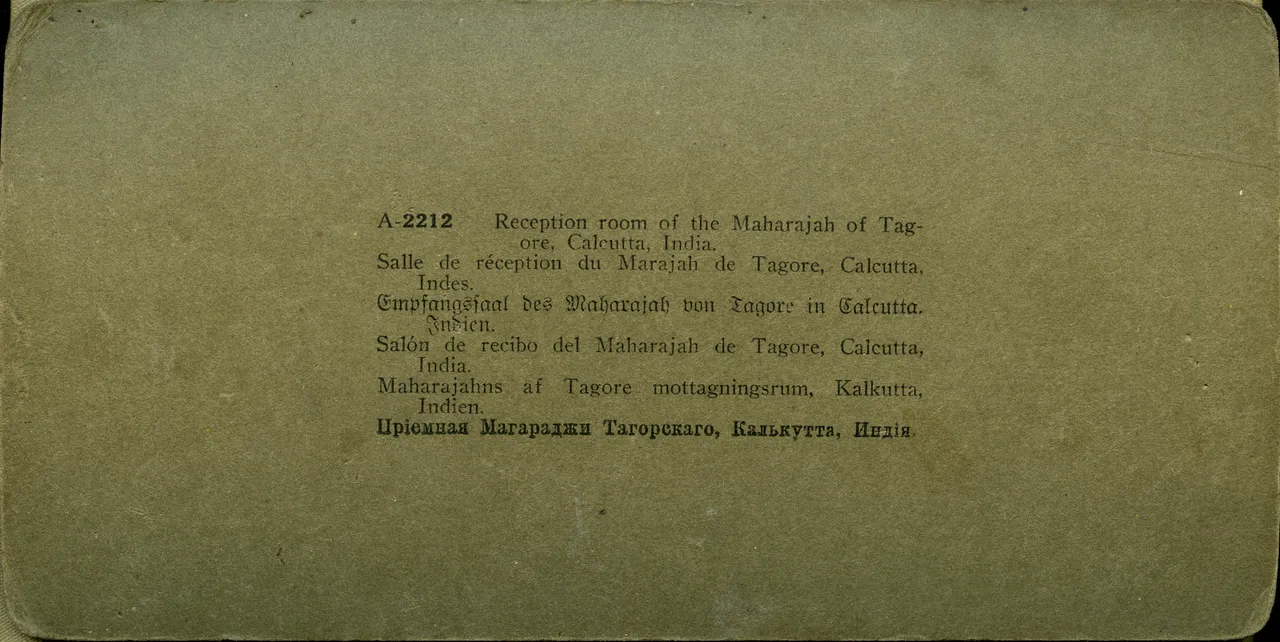 A-2212 Reception room of the Maharajah of Tag-
ore, Calcutta, India.
Salle de réception du Marajah de Tagore, Calcutta,
Indes.
Empfangssaal des Maharajah von Tagore in Calcutta,
Indien.
Salón de recibo del Maharajah de Tagore, Calcutta,
India.
Maharajahns af Tagore mottagningsrum, Kalkutta,
Indien.
Цріемная Магараджи Тагорскаго, Калькутта, Индія.